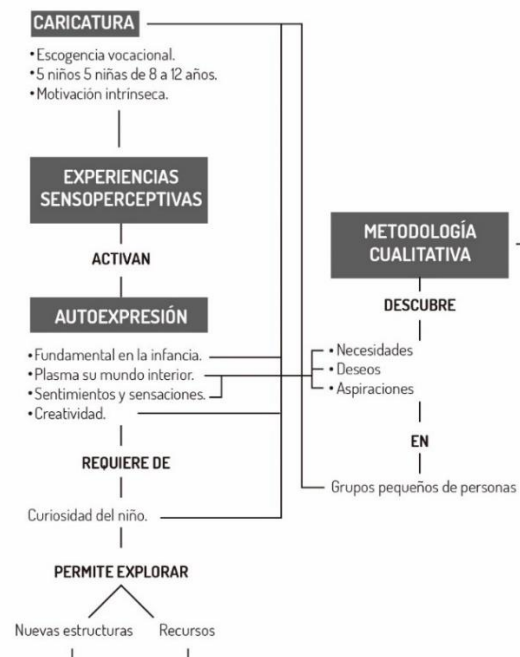 CARICATURA
• Escogencia vocacional.
• 5 niños 5 niñas de 8 a 12 años.
• Motivación intrínseca.
EXPERIENCIAS
SENSOPERCEPTIVAS
ACTIVAN
AUTOEXPRESIÓN
• Fundamental en la infancia.
• Plasma su mundo interior.
• Sentimientos y sensaciones.
• Creatividad.
REQUIERE DE
Curiosidad del niño.
PERMITE EXPLORAR
Nuevas estructuras
Recursos
METODOLOGÍA
CUALITATIVA
DESCUBRE
• Necesidades
• Deseos
• Aspiraciones
EN
Grupos pequeños de personas